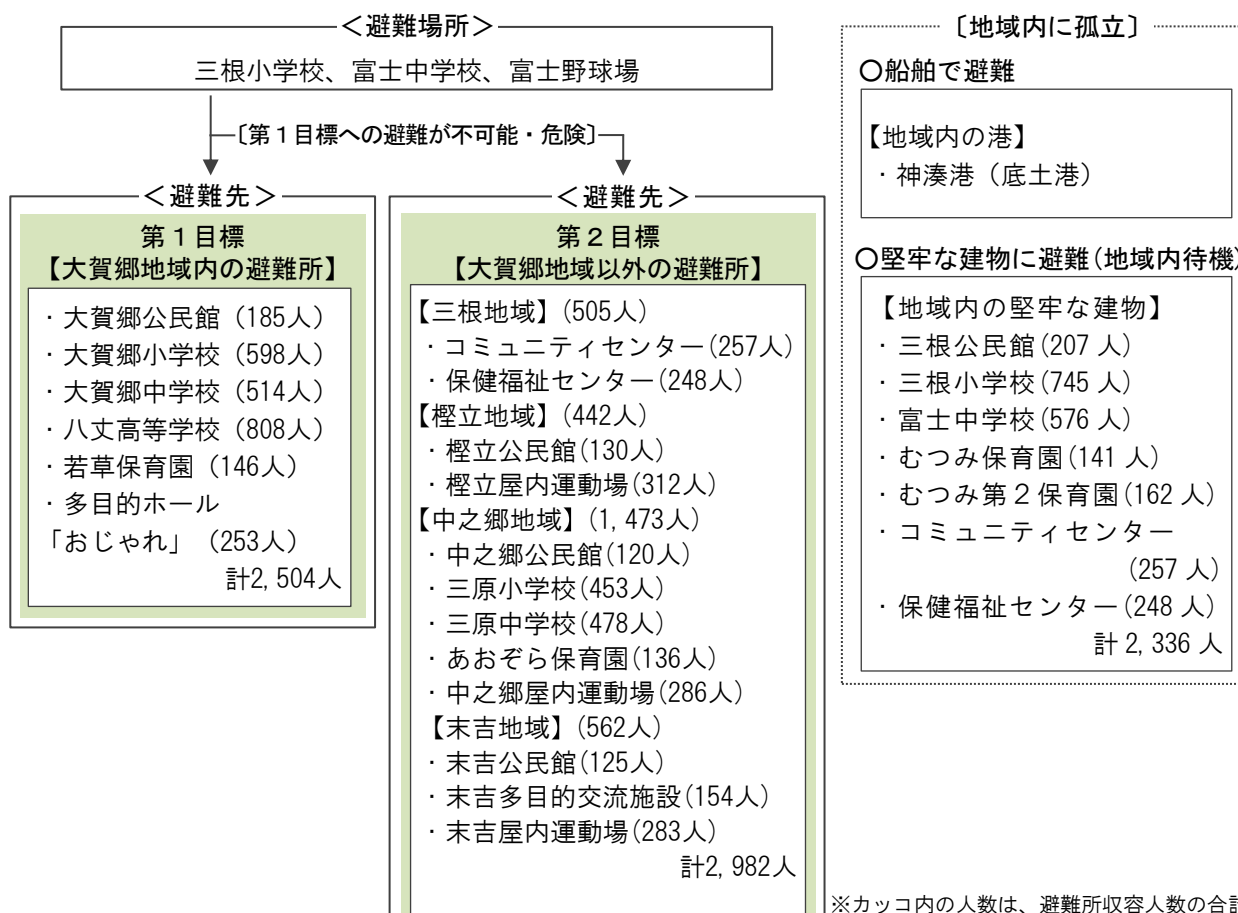 ＜避難場所＞
三根小学校、富士中学校、富士野球場
〔第１目標への避難が不可能・危険〕
＜避難先＞
第１目標
【大賀郷地域内の避難所】
・大賀郷公民館（185人）
・大賀郷小学校（598人）
・大賀郷中学校（514人）
・八丈高等学校（808人）
・若草保育園（146人）
・多目的ホール
「おじゃれ」（253人）
計2,504人
＜避難先＞
第２目標
【大賀郷地域以外の避難所】
【三根地域】(505人)
・コミュニティセンター(257人)
・保健福祉センター(248人)
【樫立地域】(442人)
・樫立公民館(130人)
・樫立屋内運動場(312人)
【中之郷地域】(1,473人)
・中之郷公民館(120人)
・三原小学校(453人)
・三原中学校(478人)
・あおぞら保育園(136人)
・中之郷屋内運動場(286人)
【末吉地域】(562人)
・末吉公民館(125人)
・末吉多目的交流施設(154人)
・末吉屋内運動場(283人)
計2,982人
〔地域内に孤立〕
〇船舶で避難
【地域内の港】
・神湊港（底土港）
〇堅牢な建物に避難(地域内待機)
【地域内の堅牢な建物】
・三根公民館(207 人)
・三根小学校(745 人)
・富士中学校(576 人)
・むつみ保育園(141 人)
・むつみ第２保育園(162 人)
・コミュニティセンター
(257 人)
・保健福祉センター(248 人)
計 2,336 人
※カッコ内の人数は、避難所収容人数の合計